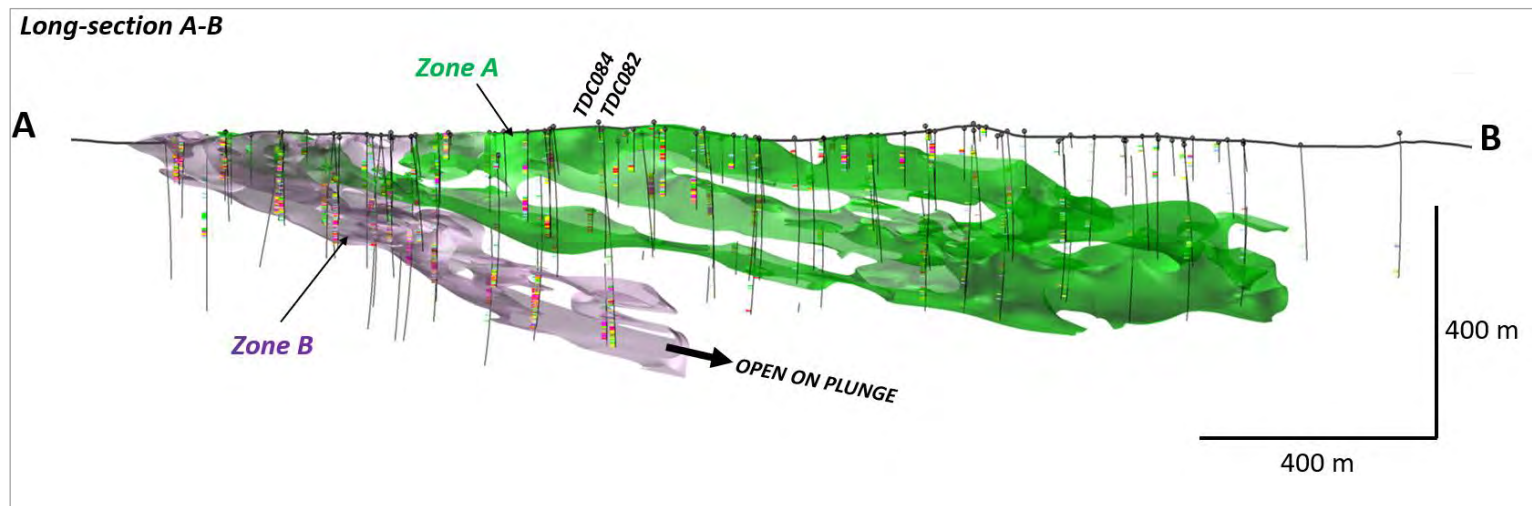 Long-section A-B
Zone A
TDC084
TDC082
A
B
Zone B
OPEN ON PLUNGE
400 m
400 m